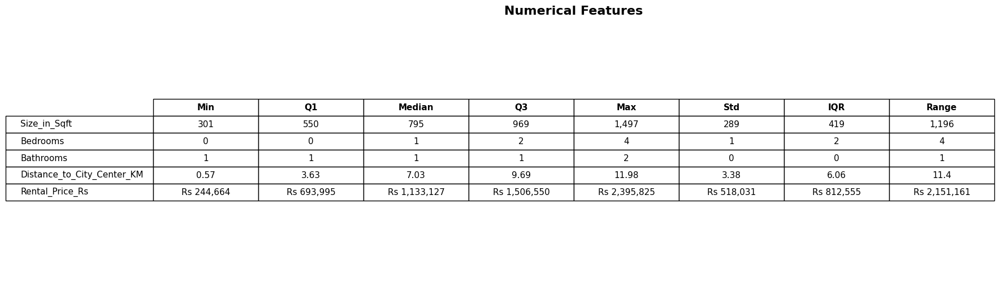 Numerical Features
Min Q1 Median Q3 Max Std IQR Range
Size_in_Sqft 301 550 795 969 1,497 289 419 1,196
Bedrooms 0 0 1 2 4 1 2 4
Bathrooms 1 1 1 1 2 0 0 1
Distance_to_City_Center_KM 0.57 3.63 7.03 9.69 11.98 3.38 6.06 11.4
Rental_Price_Rs Rs 244,664 Rs 693,995 Rs 1,133,127 Rs 1,506,550 Rs 2,395,825 Rs 518,031 Rs 812,555 Rs 2,151,161